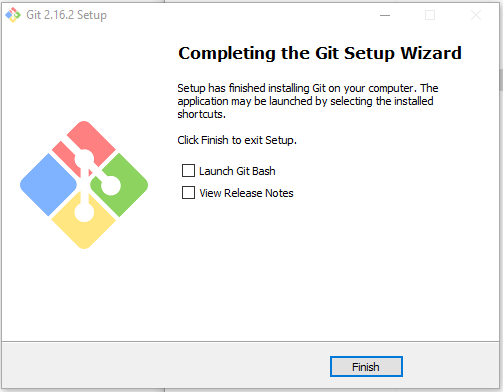 Git 2.16.2 Setup
Completing the Git Setup Wizard
Setup has finished installing Git on your computer. The
application may be launched by selecting the installed
shortcuts.
Click Finish to exit Setup.
Launch Git Bash
View Release Notes
Finish